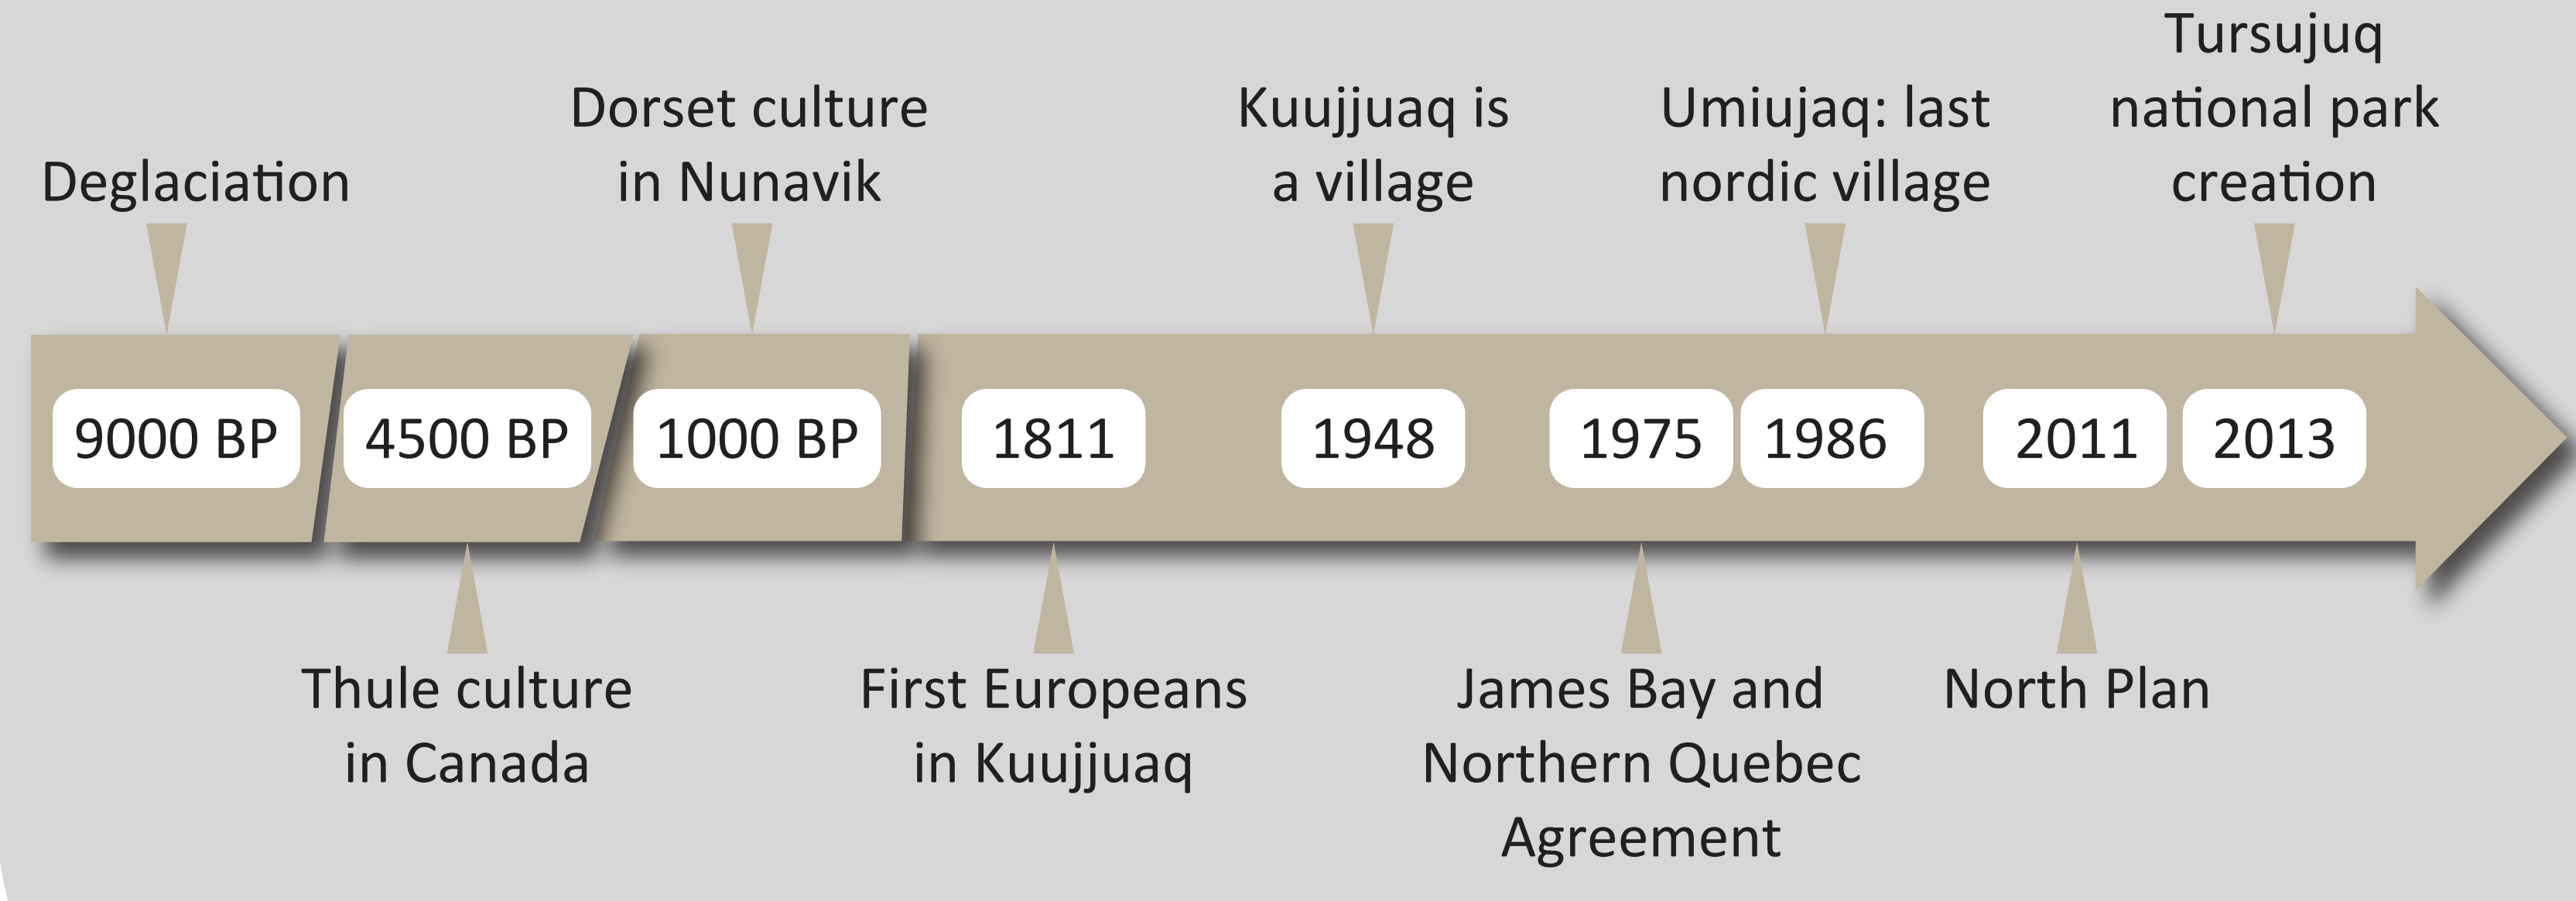 Tursujuq
national park
creation
Dorset culture
in Nunavik
Kuujjuaq is
a village
Umiujaq: last
nordic village
Deglaciation
9000 BP
4500 BP
1000 BP
1811
1948
1975
1986
2011
2013
Thule culture
in Canada
First Europeans
in Kuujjuaq
James Bay and
Northern Quebec
Agreement
North Plan